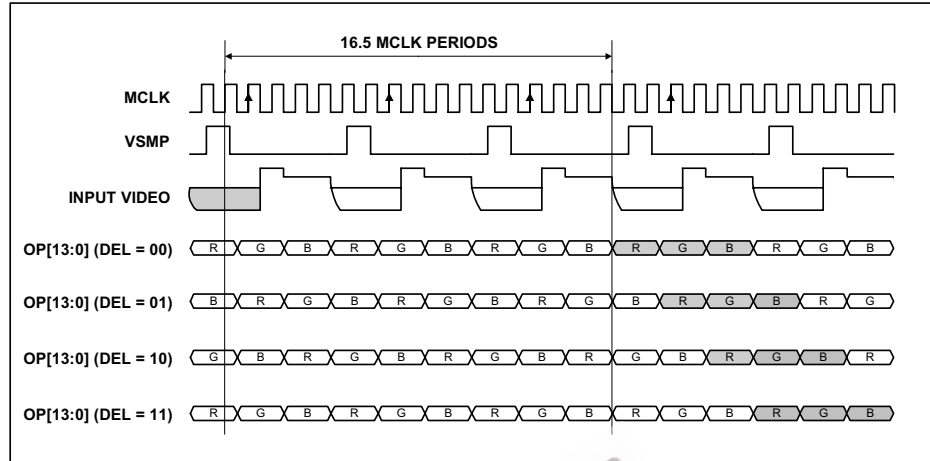 16.5 MCLK PERIODS
MCLK
VSMP
INPUT VIDEO
OP[13:0] (DEL = 00) R G B R G B R G B R G B R G B
OP[13:0] (DEL = 01) B R G B R G B R G B R G B R G
OP[13:0] (DEL = 10) G B R G B R G B R G B R G B R
OP[13:0] (DEL = 11) R G B R G B R G B R G B R G B